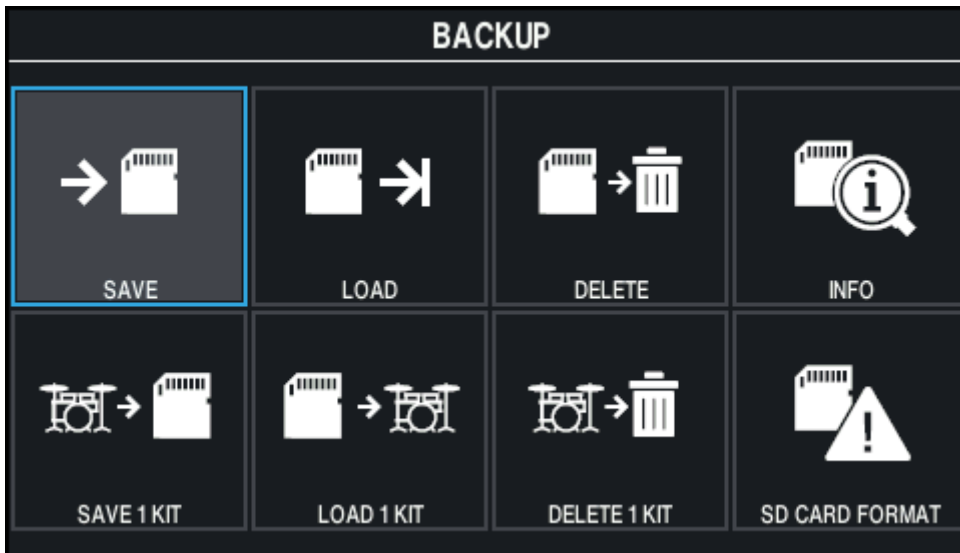 BACKUP
SAVE
LOAD
DELETE
INFO
SAVE 1 KIT
LOAD 1 KIT
DELETE 1 KIT
SD CARD FORMAT